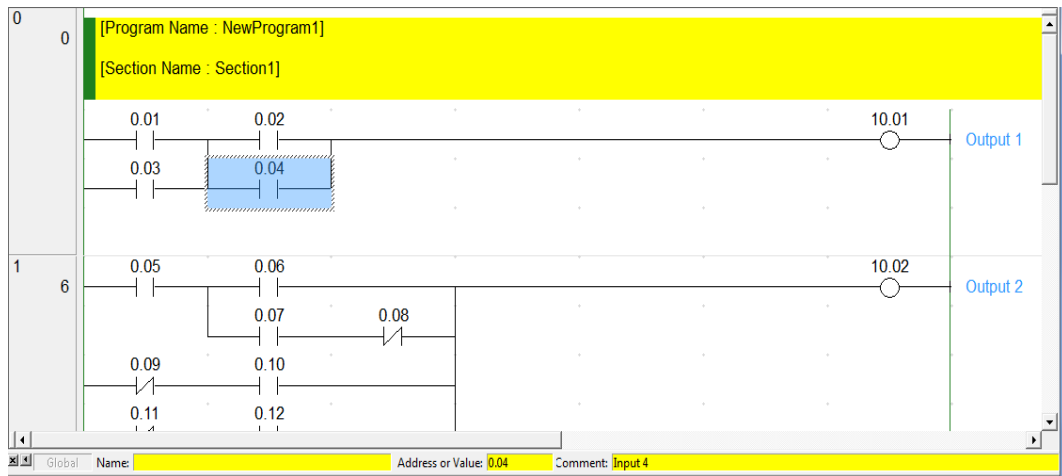 0
0
[Program Name : NewProgram1]
[Section Name : Section1]
0.01 0.02 10.01
Output 1
0.03 0.04
1
6
0.05 0.06 10.02
Output 2
0.07 0.08
0.09 0.10
0.11 0.12
Global Name: Address or Value: 0.04 Comment: Input 4